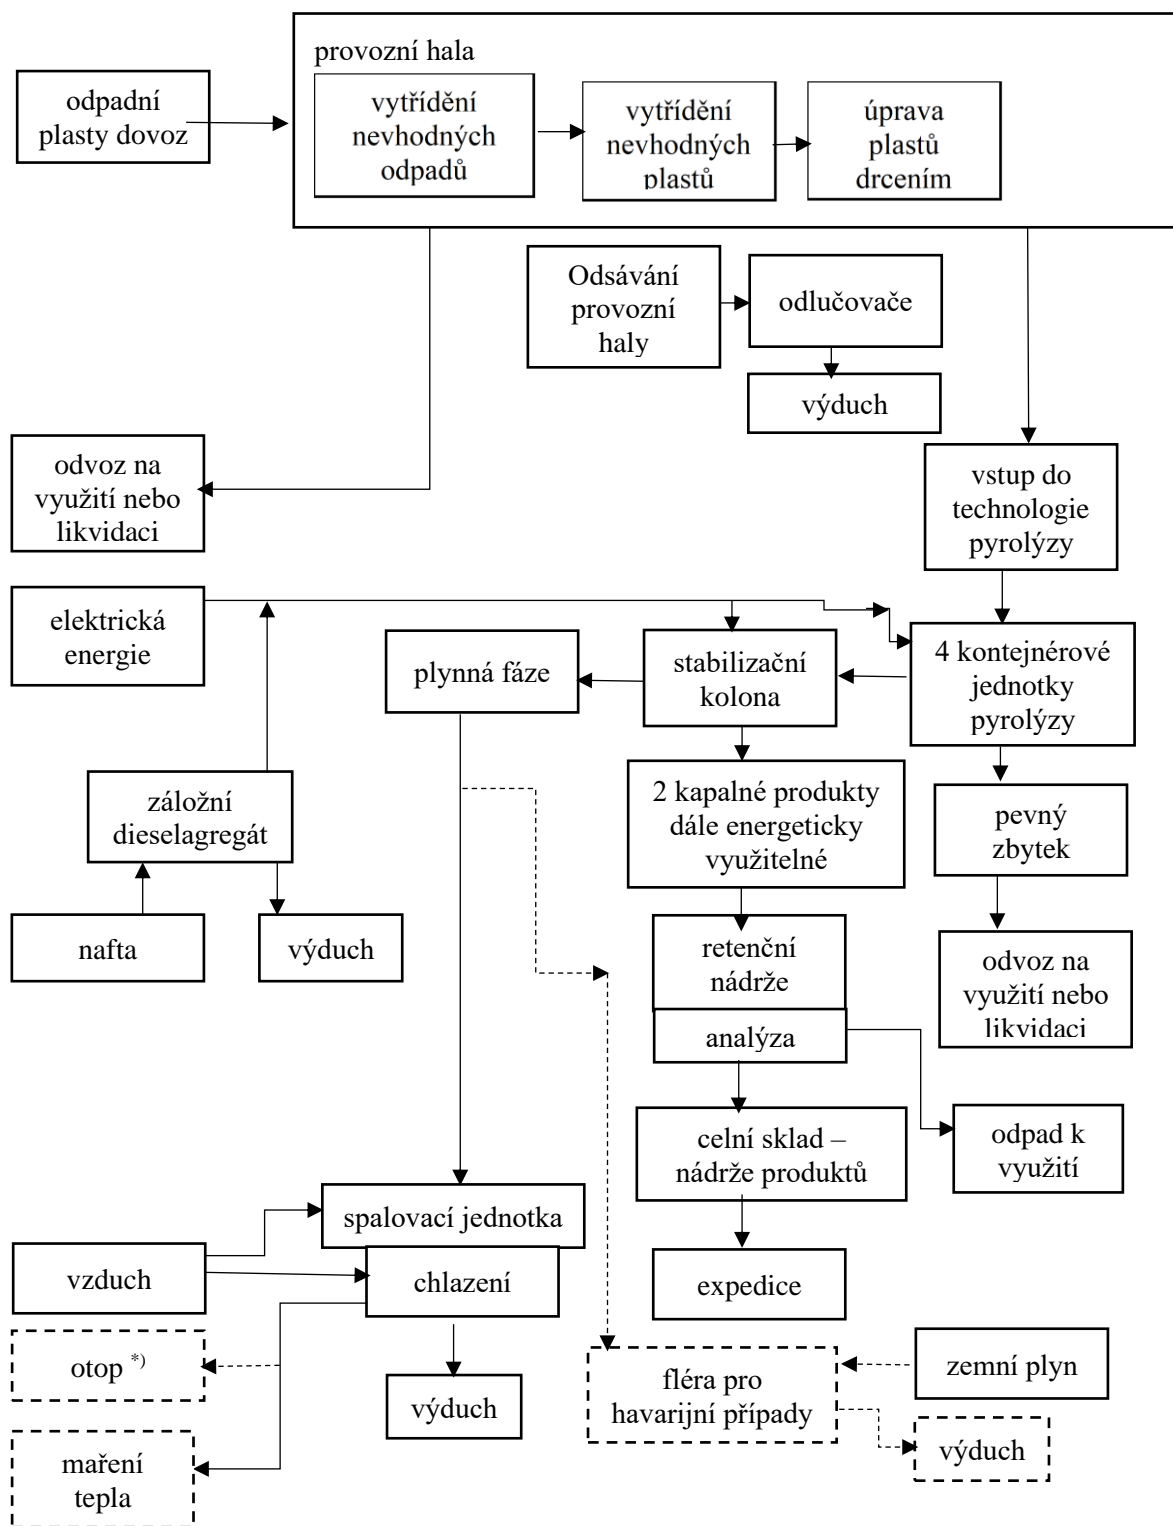 provozní hala
odpadní
plasty dovoz
vytřídění
nevhodných
odpadů
vytřídění
nevhodných
plastů
úprava
plastů
drcením
Odsávání
provozní
haly
odlučovače
výduch
odvoz na
využití nebo
likvidaci
vstup do
technologie
pyrolýzy
elektrická
energie
plynná fáze
stabilizační
kolona
4 kontejnérové
jednotky
pyrolýzy
záložní
dieselagregát
2 kapalné produkty
dále energeticky
využitelné
pevný
zbytek
nafta
výduch
retenční
nádrže
analýza
odvoz na
využití nebo
likvidaci
celní sklad –
nádrže produktů
odpad k
využití
spalovací jednotka
vzduch
chlazení
expedice
otop *)
výduch
fléra pro
havarijní případy
zemní plyn
výduch
maření
tepla